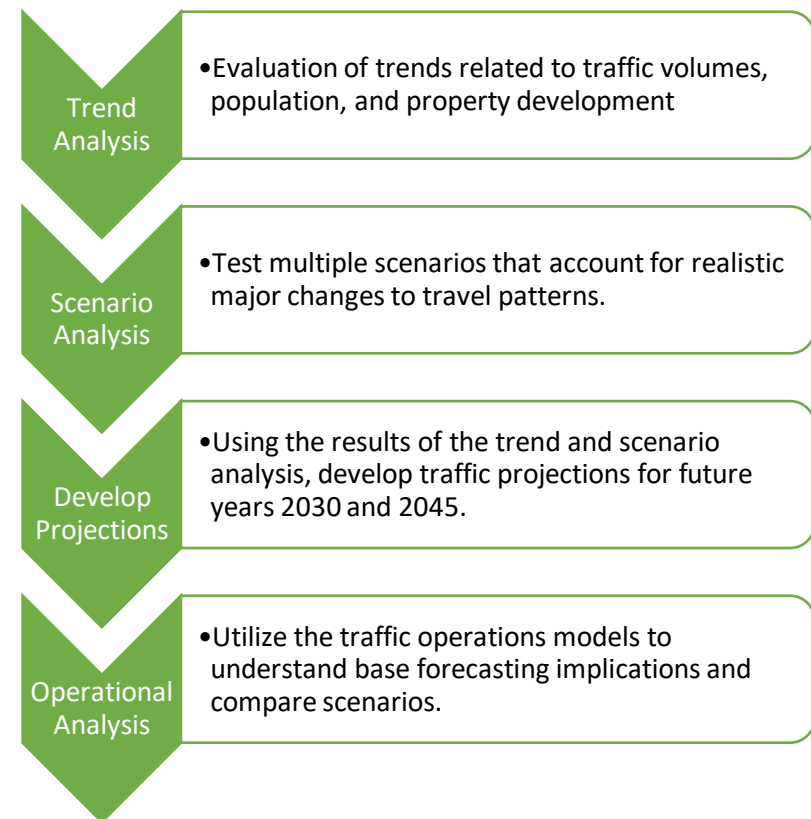 Trend
Analysis
•Evaluation of trends related to traffic volumes,
population, and property development
Scenario
Analysis
•Test multiple scenarios that account for realistic
major changes to travel patterns.
Develop
Projections
•Using the results of the trend and scenario
analysis, develop traffic projections for future
years 2030 and 2045.
Operational
Analysis
•Utilize the traffic operations models to
understand base forecasting implications and
compare scenarios.